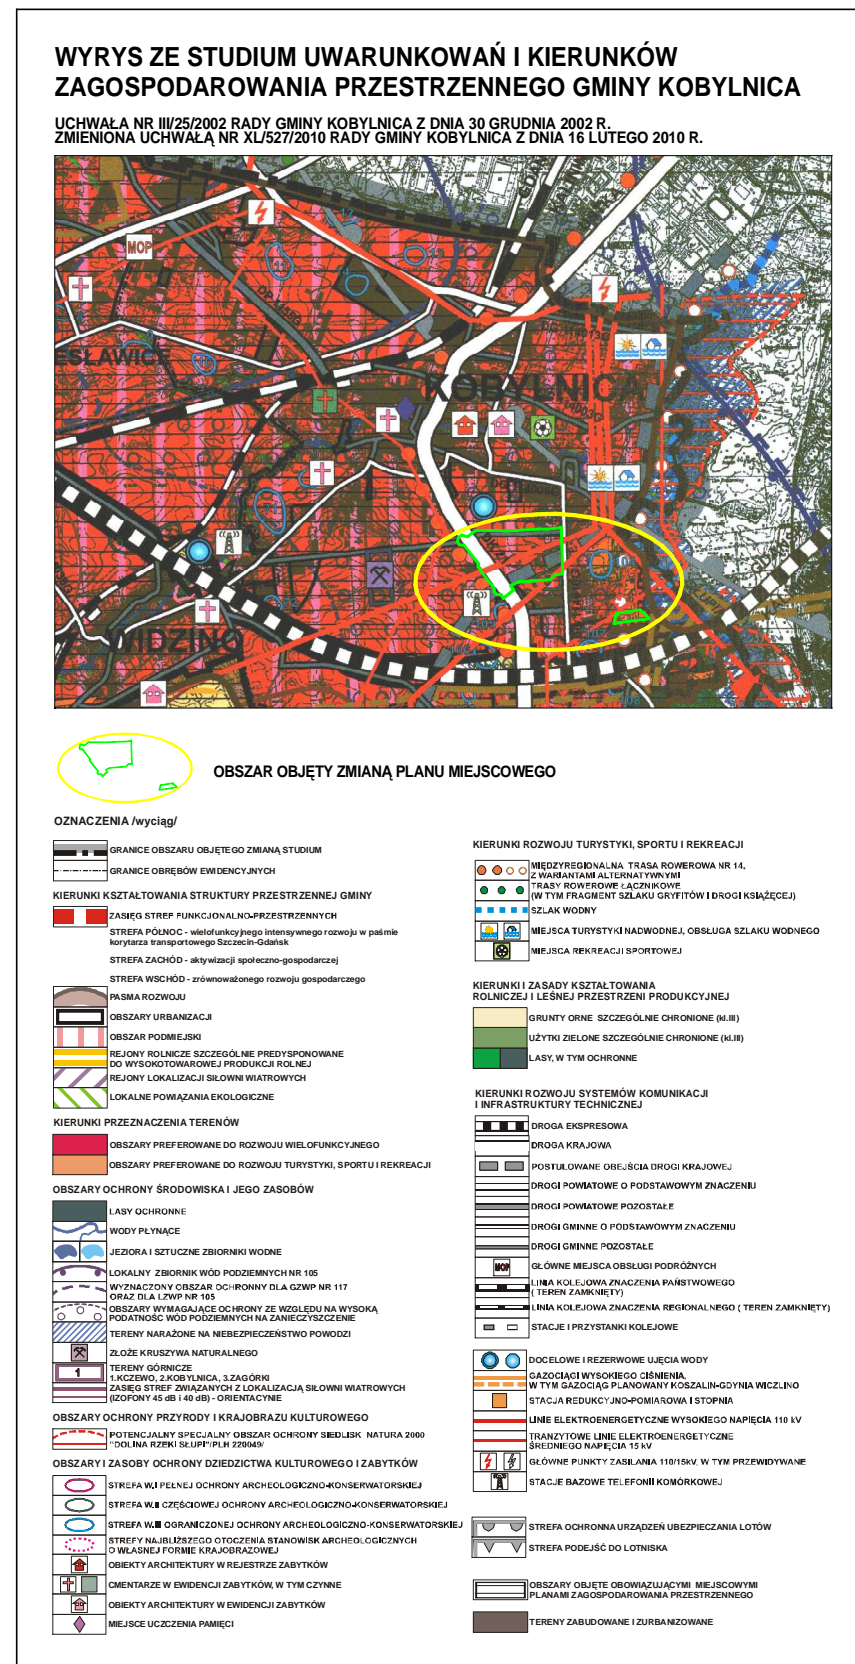 WYRYS ZE STUDIUM UWARUNKOWAŃ I KIERUNKÓW
ZAGOSPODAROWANIA PRZESTRZENNEGO GMINY KOBYLNICA
UCHWAŁA NR III/25/2002 RADY GMINY KOBYLNICA Z DNIA 30 GRUDNIA 2002 R.
ZMIENIONA UCHWAŁĄ NR XL/527/2010 RADY GMINY KOBYLNICA Z DNIA 16 LUTEGO 2010 R.
MOP
KOBYLNICA
WIDZINO
OBSZAR OBJĘTY ZMIANĄ PLANU MIEJSCOWEGO
OZNACZENIA /wyciąg/
GRANICE OBSZARU OBJĘTEGO ZMIANĄ STUDIUM
GRANICE OBRĘBÓW EWIDENCYJNYCH
KIERUNKI KSZTAŁTOWANIA STRUKTURY PRZESTRZENNEJ GMINY
ZASIĘG STREF FUNKCJONALNO-PRZESTRZENNYCH
STREFA PÓŁNOC - wielofunkcyjnego intensywnego rozwoju w paśmie
korytarza transportowego Szczecin-Gdańsk
STREFA ZACHÓD - aktywizacji społeczno-gospodarczej
STREFA WSCHÓD - zrównoważonego rozwoju gospodarczego
PASMA ROZWOJU
OBSZARY URBANIZACJI
OBSZAR PODMIEJSKI
REJONY ROLNICZE SZCZEGÓLNIE PREDYSPONOWANE
DO WYSOKOTOWAROWEJ PRODUKCJI ROLNEJ
REJONY LOKALIZACJI SIŁOWNI WIATROWYCH
LOKALNE POWIĄZANIA EKOLOGICZNE
KIERUNKI PRZEZNACZENIA TERENÓW
OBSZARY PREFEROWANE DO ROZWOJU WIELOFUNKCYJNEGO
OBSZARY PREFEROWANE DO ROZWOJU TURYSTYKI, SPORTU I REKREACJI
OBSZARY OCHRONY ŚRODOWISKA I JEGO ZASOBÓW
LASY OCHRONNE
WODY PŁYNĄCE
JEZIORA I SZTUCZNE ZBIORNIKI WODNE
LOKALNY ZBIORNIK WÓD PODZIEMNYCH NR 105
WYZNACZONY OBSZAR OCHRONNY DLA GZWP NR 117
ORAZ DLA LZWP NR 105
OBSZARY WYMAGAJĄCE OCHRONY ZE WZGLĘDU NA WYSOKĄ
PODATNOŚĆ WÓD PODZIEMNYCH NA ZANIECZYSZCZENIE
TERENY NARAŻONE NA NIEBEZPIECZEŃSTWO POWODZI
ZŁOŻE KRUSZYWA NATURALNEGO
1
TERENY GÓRNICZE
1.KCZEWO, 2.KOBYLNICA, 3.ZAGÓRKI
ZASIĘG STREF ZWIĄZANYCH Z LOKALIZACJĄ SIŁOWNI WIATROWYCH
(IZOFONY 45 dB i 40 dB) - ORIENTACYJNIE
OBSZARY OCHRONY PRZYRODY I KRAJOBRAZU KULTUROWEGO
POTENCJALNY SPECJALNY OBSZAR OCHRONY SIEDLISK NATURA 2000
"DOLINA RZEKI SŁUPI"/PLH 220049/
OBSZARY I ZASOBY OCHRONY DZIEDZICTWA KULTUROWEGO I ZABYTKÓW
STREFA W.I PEŁNEJ OCHRONY ARCHEOLOGICZNO-KONSERWATORSKIEJ
STREFA W.II CZĘŚCIOWEJ OCHRONY ARCHEOLOGICZNO-KONSERWATORSKIEJ
STREFA W.III OGRANICZONEJ OCHRONY ARCHEOLOGICZNO-KONSERWATORSKIEJ
STREFY NAJBLIŻSZEGO OTOCZENIA STANOWISK ARCHEOLOGICZNYCH
O WŁASNEJ FORMIE KRAJOBRAZOWEJ
OBIEKTY ARCHITEKTURY W REJESTRZE ZABYTKÓW
CMENTARZE W EWIDENCJI ZABYTKÓW, W TYM CZYNNE
OBIEKTY ARCHITEKTURY W EWIDENCJI ZABYTKÓW
MIEJSCE UCZCZENIA PAMIĘCI
KIERUNKI ROZWOJU TURYSTYKI, SPORTU I REKREACJI
MIĘDZYREGIONALNA TRASA ROWEROWA NR 14,
Z WARIANTAMI ALTERNATYWNYMI
TRASY ROWEROWE ŁĄCZNIKOWE
(W TYM FRAGMENT SZLAKU GRYFITÓW I DROGI KSIĄŻĘCEJ)
SZLAK WODNY
MIEJSCA TURYSTYKI NADWODNEJ, OBSŁUGA SZLAKU WODNEGO
MIEJSCA REKREACJI SPORTOWEJ
KIERUNKI I ZASADY KSZTAŁTOWANIA
ROLNICZEJ I LEŚNEJ PRZESTRZENI PRODUKCYJNEJ
GRUNTY ORNE SZCZEGÓLNIE CHRONIONE (kl.III)
UŻYTKI ZIELONE SZCZEGÓLNIE CHRONIONE (kl.III)
LASY, W TYM OCHRONNE
KIERUNKI ROZWOJU SYSTEMÓW KOMUNIKACJI
I INFRASTRUKTURY TECHNICZNEJ
DROGA EKSPRESOWA
DROGA KRAJOWA
POSTULOWANE OBEJŚCIA DROGI KRAJOWEJ
DROGI POWIATOWE O PODSTAWOWYM ZNACZENIU
DROGI POWIATOWE POZOSTAŁE
DROGI GMINNE O PODSTAWOWYM ZNACZENIU
DROGI GMINNE POZOSTAŁE
MOP
GŁÓWNE MIEJSCA OBSŁUGI PODRÓŻNYCH
LINIA KOLEJOWA ZNACZENIA PAŃSTWOWEGO
( TEREN ZAMKNIĘTY)
LINIA KOLEJOWA ZNACZENIA REGIONALNEGO ( TEREN ZAMKNIĘTY)
STACJE I PRZYSTANKI KOLEJOWE
DOCELOWE I REZERWOWE UJĘCIA WODY
GAZOCIĄGI WYSOKIEGO CIŚNIENIA,
W TYM GAZOCIĄG PLANOWANY KOSZALIN-GDYNIA WICZLINO
STACJA REDUKCYJNO-POMIAROWA I STOPNIA
LINIE ELEKTROENERGETYCZNE WYSOKIEGO NAPIĘCIA 110 kV
TRANZYTOWE LINIE ELEKTROENERGETYCZNE
ŚREDNIEGO NAPIĘCIA 15 kV
GŁÓWNE PUNKTY ZASILANIA 110/15kV, W TYM PRZEWIDYWANE
STACJE BAZOWE TELEFONII KOMÓRKOWEJ
STREFA OCHRONNA URZĄDZEŃ UBEZPIECZANIA LOTÓW
STREFA PODEJŚĆ DO LOTNISKA
OBSZARY OBJĘTE OBOWIĄZUJĄCYMI MIEJSCOWYMI
PLANAMI ZAGOSPODAROWANIA PRZESTRZENNEGO
TERENY ZABUDOWANE I ZURBANIZOWANE